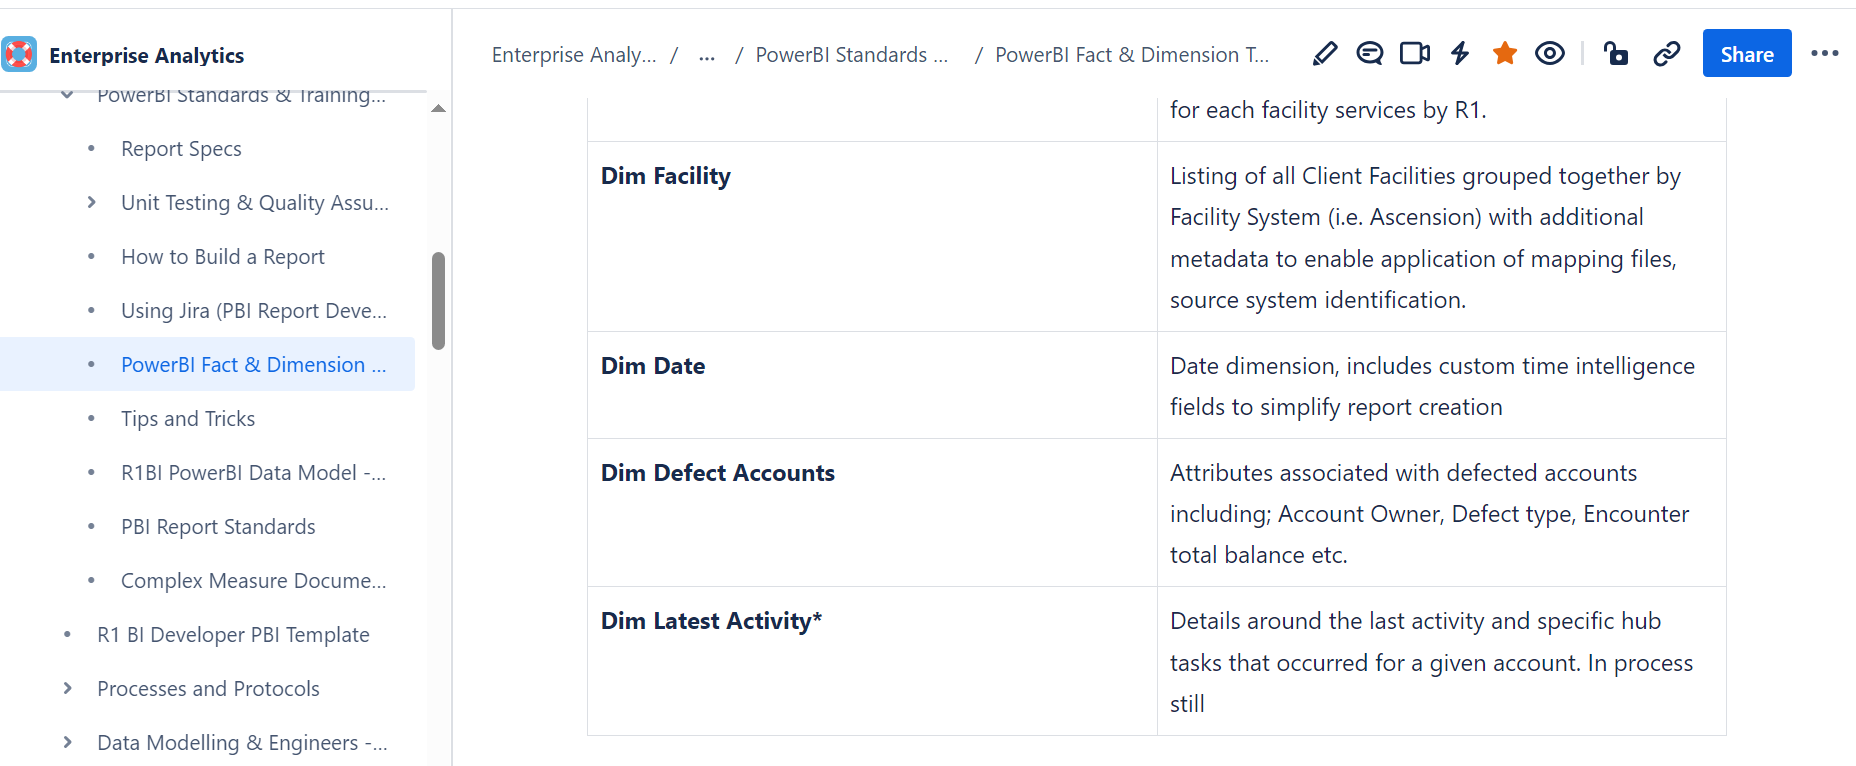 Enterprise Analytics
PowerBI Standards & Training...
Report Specs
Unit Testing & Quality Assu...
How to Build a Report
Using Jira (PBI Report Deve...
PowerBI Fact & Dimension ...
Tips and Tricks
R1BI PowerBI Data Model -...
PBI Report Standards
Complex Measure Docume...
R1 BI Developer PBI Template
Processes and Protocols
Data Modelling & Engineers -...
Enterprise Analy... / ... / PowerBI Standards ... / PowerBI Fact & Dimension T...
Share
for each facility services by R1.
Dim Facility
Listing of all Client Facilities grouped together by
Facility System (i.e. Ascension) with additional
metadata to enable application of mapping files,
source system identification.
Dim Date
Date dimension, includes custom time intelligence
fields to simplify report creation
Dim Defect Accounts
Attributes associated with defected accounts
including; Account Owner, Defect type, Encounter
total balance etc.
Dim Latest Activity*
Details around the last activity and specific hub
tasks that occurred for a given account. In process
still